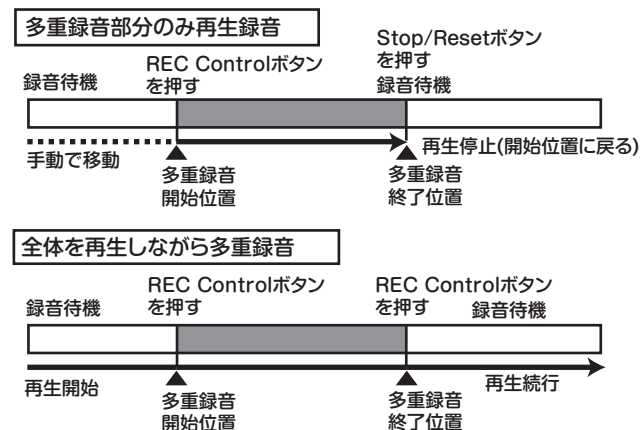 多重録音部分のみ再生録音
Stop/Resetボタン
を押す
REC Controlボタン
を押す
録音待機
録音待機
再生停止(開始位置に戻る)
手動で移動
多重録音
開始位置
多重録音
終了位置
全体を再生しながら多重録音
REC Controlボタン
を押す
REC Controlボタン
を押す
録音待機
録音待機
再生開始
再生続行
多重録音
開始位置
多重録音
終了位置